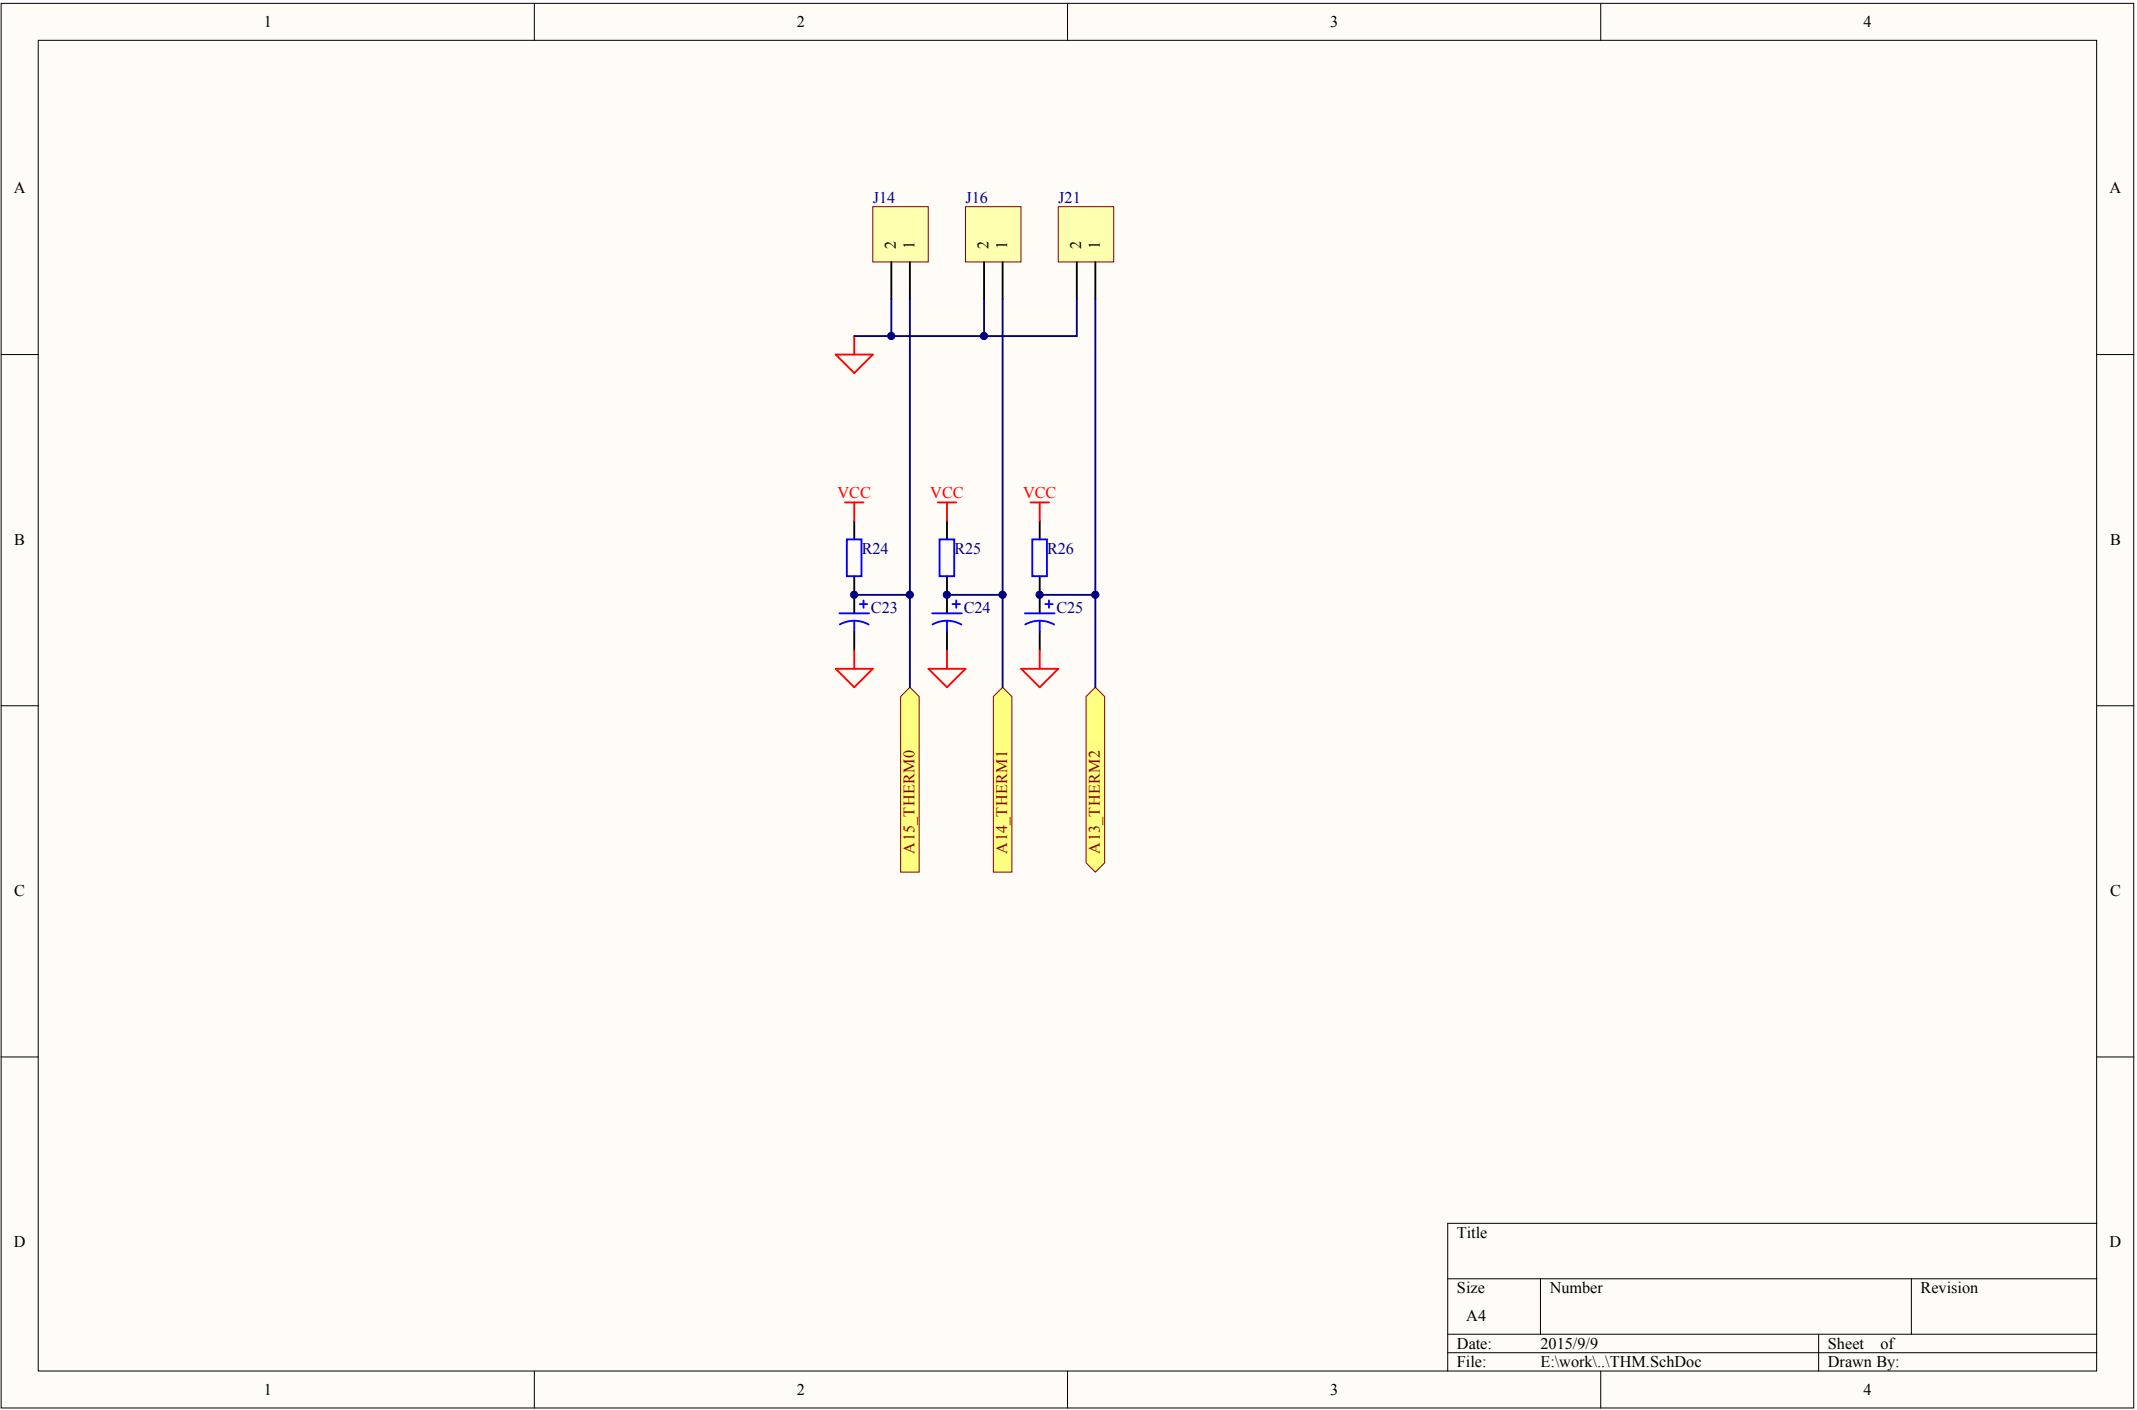 1 2 3 4
A A
J14 J16 J21
2 1 2 1 2 1
VCC VCC VCC
B B
R24 R25 R26
+ C23 + C24 + C25
A15_THERM0 A14_THERM1 A13_THERM2
C C
D D
Title
Size Number Revision
A4
Date: 2015/9/9 Sheet of
File: E:\work\..\THM.SchDoc Drawn By:
1 2 3 4